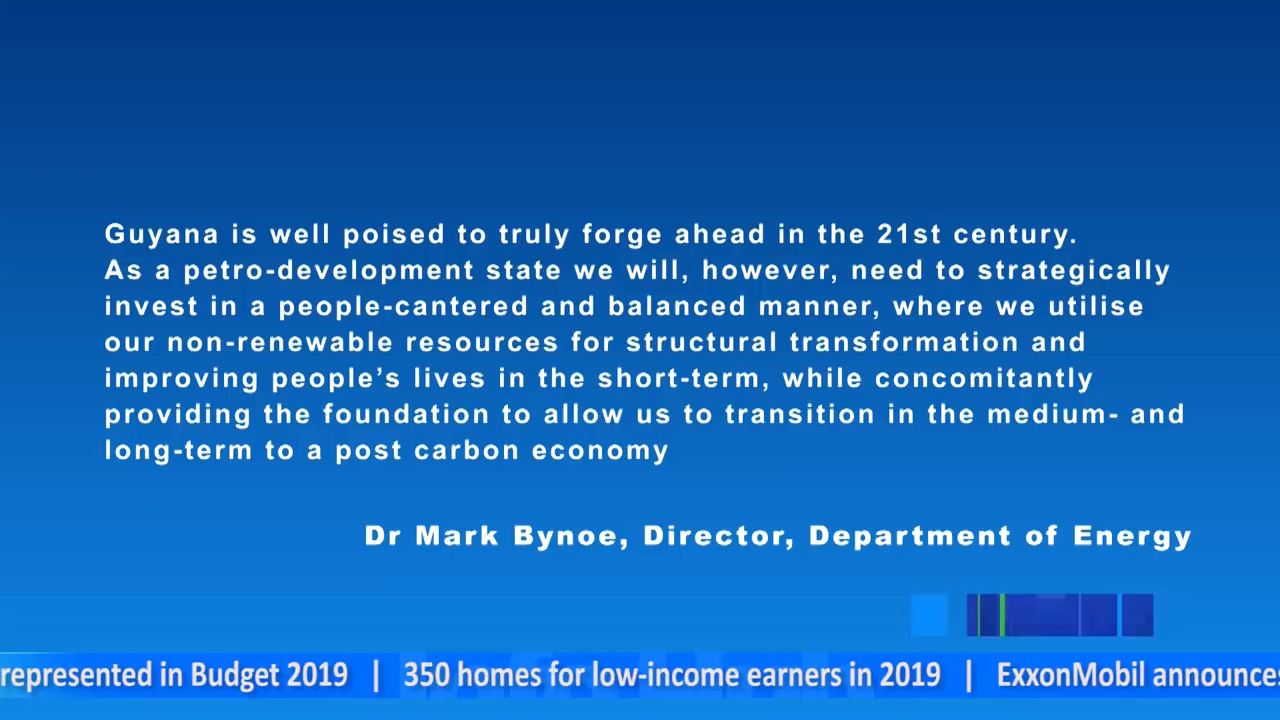 Guyana is well poised to truly forge ahead in the 21st century.
As a petro-development state we will, however, need to strategically
invest in a people-cantered and balanced manner, where we utilise
our non-renewable resources for structural transformation and
improving people’s lives in the short-term, while concomitantly
providing the foundation to allow us to transition in the medium- and
long-term to a post carbon economy
Dr Mark Bynoe, Director, Department of Energy
represented in Budget 2019 | 350 homes for low-income earners in 2019 | ExxonMobil announces